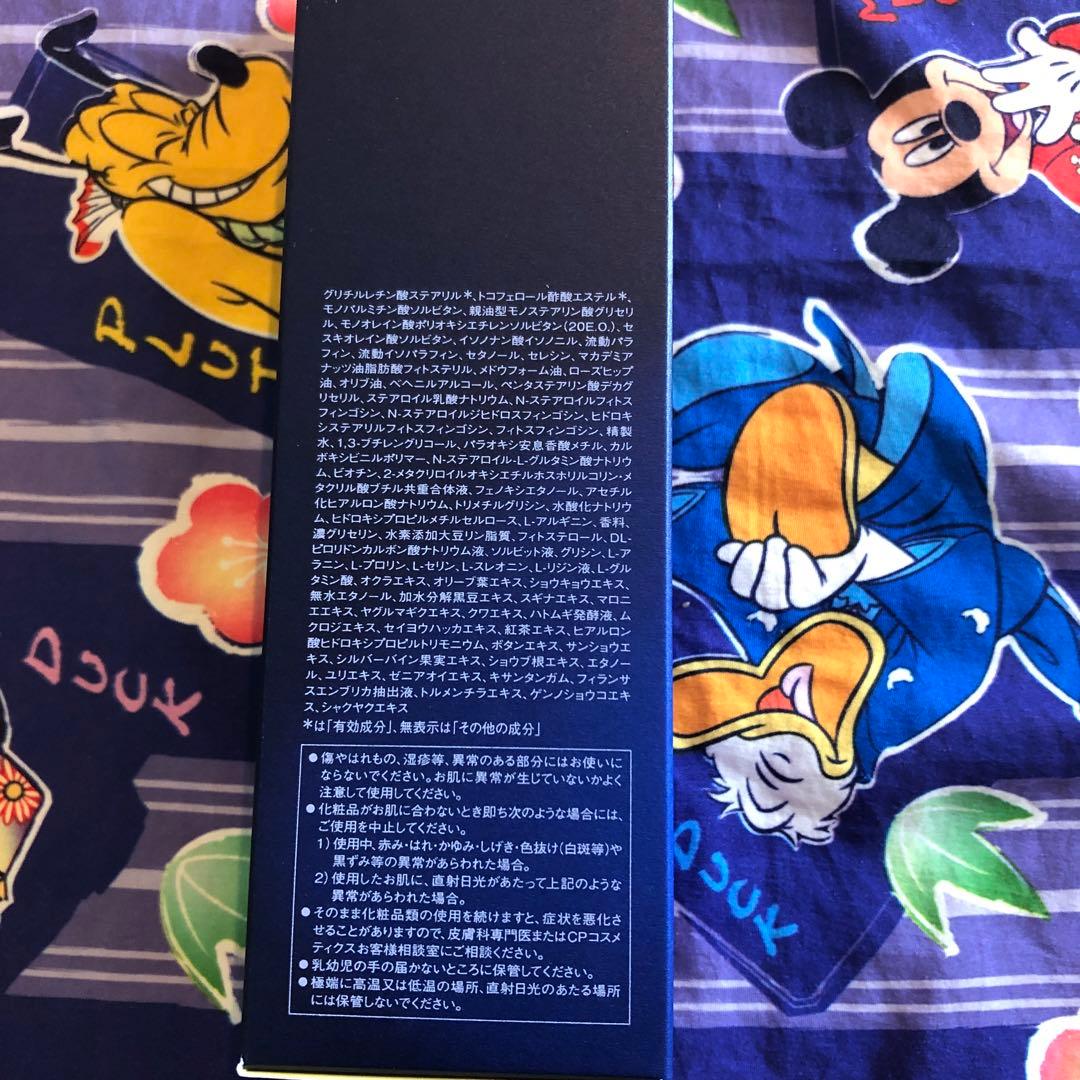 グリチルレチン酸ステアリル＊、トコフェロール酢酸エステル＊、
モノパルミチン酸ソルビタン、親油型モノステアリン酸グリセリ
ル、モノオレイン酸ポリオキシエチレンソルビタン(20E.O.)、セ
スキオレイン酸ソルビタン、イソノナン酸イソノニル、流動パラ
フィン、流動イソパラフィン、セタノール、セレシン、マカデミア
ナッツ油脂肪酸フィトステリル、メドウフォーム油、ローズヒップ
油、オリブ油、ベヘニルアルコール、ペンタステアリン酸デカグ
リセリル、ステアロイル乳酸ナトリウム、N-ステアロイルフィトス
フィンゴシン、N-ステアロイルジヒドロスフィンゴシン、ヒドロキ
システアリルフィトスフィンゴシン、フィトスフィンゴシン、精製
水、1,3-ブチレングリコール、パラオキシ安息香酸メチル、カル
ボキシビニルポリマー、N-ステアロイル-L-グルタミン酸ナトリウ
ム、ビオチン、2-メタクリロイルオキシエチルホスホリルコリン・メ
タクリル酸ブチル共重合体液、フェノキシエタノール、アセチル
化ヒアルロン酸ナトリウム、トリメチルグリシン、水酸化ナトリウ
ム、ヒドロキシプロピルメチルセルロース、L-アルギニン、香料、
濃グリセリン、水素添加大豆リン脂質、フィトステロール、DL-
ピロリドンカルボン酸ナトリウム液、ソルビット液、グリシン、L-ア
ラニン、L-プロリン、L-セリン、L-スレオニン、L-リジン液、L-グル
タミン酸、オクラエキス、オリーブ葉エキス、ショウキョウエキス、
無水エタノール、加水分解黒豆エキス、スギナエキス、マロニ
エエキス、ヤグルマギクエキス、クワエキス、ハトムギ発酵液、ム
クロジエキス、セイヨウハッカエキス、紅茶エキス、ヒアルロン
酸ヒドロキシプロピルトリモニウム、ボタンエキス、サンショウエ
キス、シルバーバイン果実エキス、ショウブ根エキス、エタノー
ル、ユリエキス、ゼニアオイエキス、キサンタンガム、フィランサ
スエンブリカ抽出液、トルメンチラエキス、ゲンノショウコエキ
ス、シャクヤクエキス
＊は「有効成分」、無表示は「その他の成分」
●傷やはれもの、湿疹等、異常のある部分にはお使いに
ならないでください。お肌に異常が生じていないかよく
注意して使用してください。
●化粧品がお肌に合わないとき即ち次のような場合には、
ご使用を中止してください。
1)使用中、赤み・はれ・かゆみ・しげき・色抜け(白斑等)や
黒ずみ等の異常があらわれた場合。
2)使用したお肌に、直射日光があたって上記のような
異常があらわれた場合。
●そのまま化粧品類の使用を続けますと、症状を悪化さ
せることがありますので、皮膚科専門医またはCPコスメ
ティクスお客様相談室にご相談ください。
●乳幼児の手の届かないところに保管してください。
●極端に高温又は低温の場所、直射日光のあたる場所
には保管しないでください。
PLUT
DUCK
DUCK